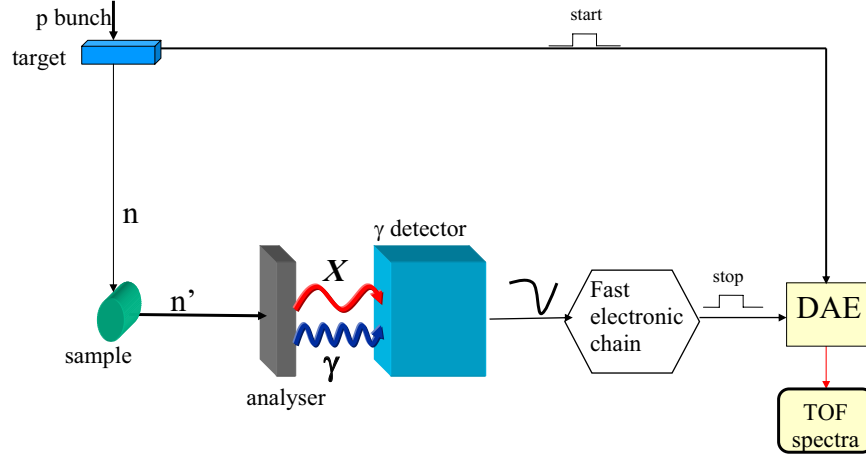 p bunch
start
target
n
γ detector
X
stop
n’
Fast
electronic
chain
DAE
sample
γ
analyser
TOF
spectra